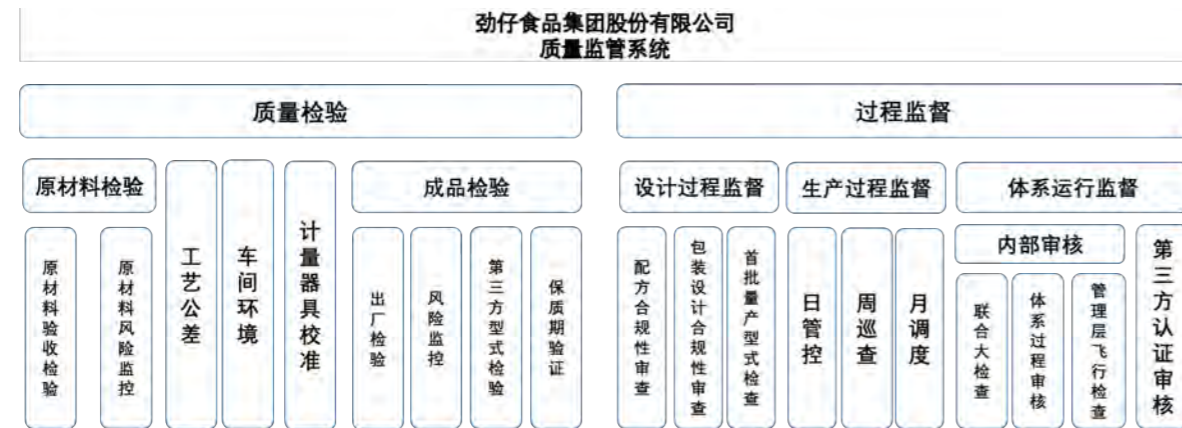 劲仔食品集团股份有限公司
质量监管系统
质量检验
过程监督
原材料检验
工艺公差
车间环境
计量器具校准
成品检验
设计过程监督
生产过程监督
体系运行监督
原材料验收检验
原材料风险监控
出厂检验
风险监控
第三方型式检验
保质期验证
配方合规性审查
包装设计合规性审查
首批量产型式检查
日管控
周巡查
月调度
内部审核
联合大检查
体系过程审核
管理层飞行检查
第三方认证审核